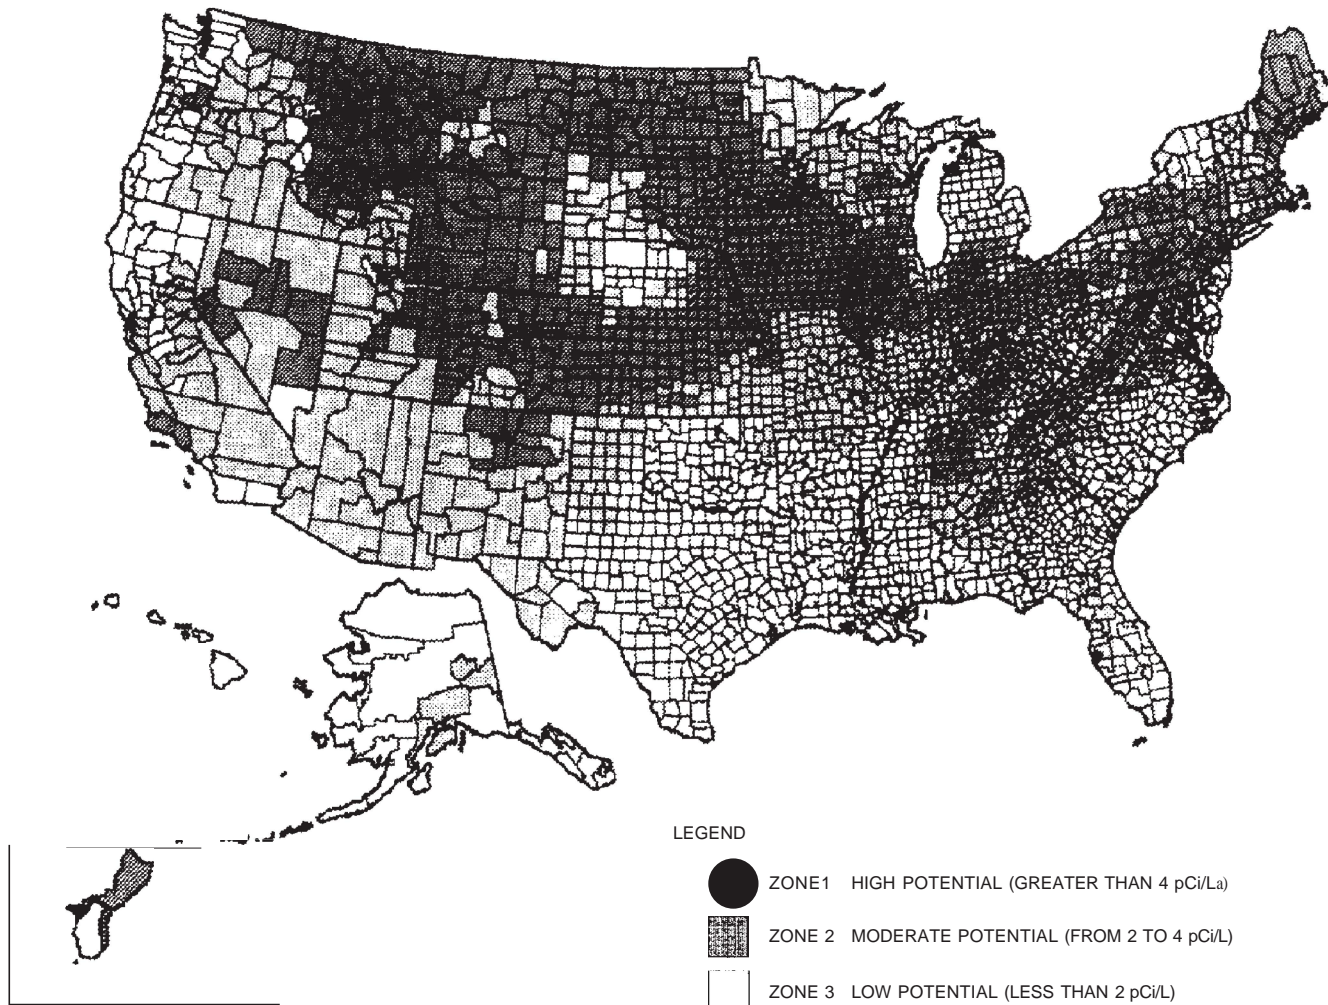 LEGEND
ZONE1 HIGH POTENTIAL (GREATER THAN 4 pCi/La)
ZONE 2 MODERATE POTENTIAL (FROM 2 TO 4 pCi/L)
ZONE 3 LOW POTENTIAL (LESS THAN 2 pCi/L)